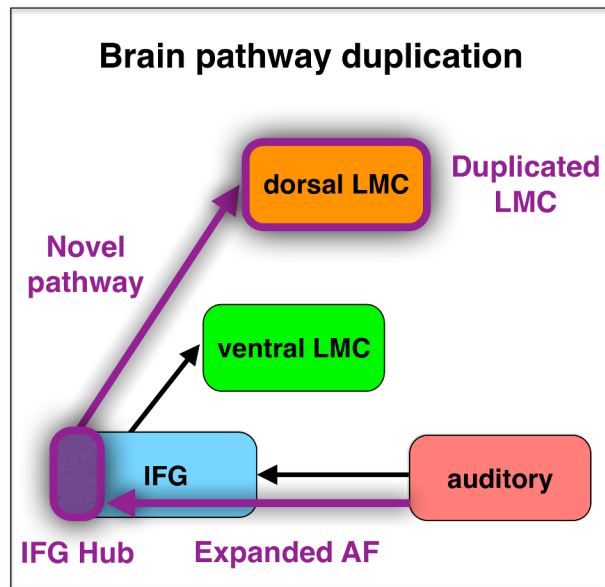 Brain pathway duplication
dorsal LMC
Duplicated
LMC
Novel
pathway
ventral LMC
IFG
auditory
IFG Hub
Expanded AF